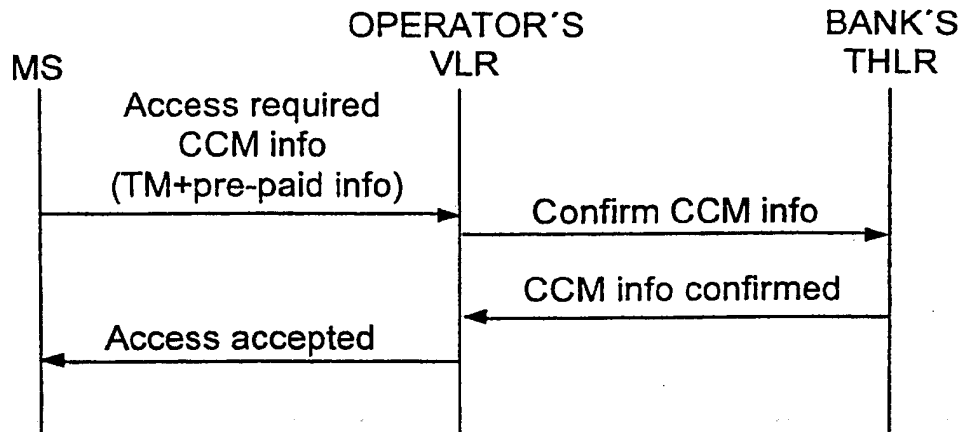 MS
OPERATOR´S
VLR
BANK´S
THLR
Access required
CCM info
(TM+pre-paid info)
Confirm CCM info
CCM info confirmed
Access accepted